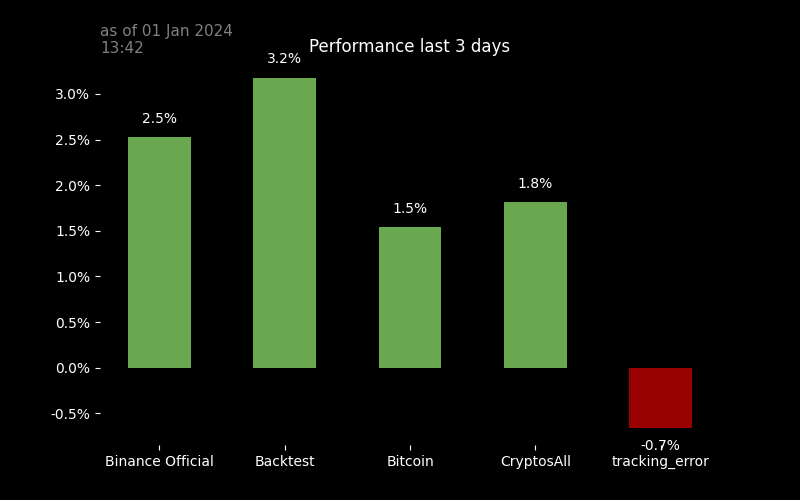 as of 01 Jan 2024
13:42
Performance last 3 days
3.2%
3.0%
2.5%
2.5%
2.0%
1.8%
1.5%
1.5%
1.0%
0.5%
0.0%
-0.5%
-0.7%
Binance Official
Backtest
Bitcoin
CryptosAll
tracking_error